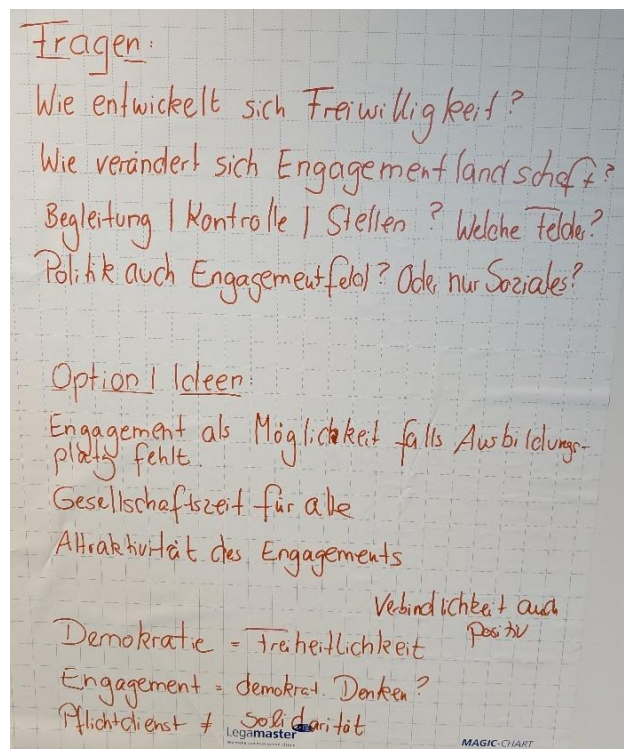 Fragen:
Wie entwickelt sich Freiwilligkeit?
Wie verändert sich Engagementlandschaft?
Begleitung | Kontrolle | Stellen ? Welche Felder?
Politik auch Engagementfeld? Oder nur Soziales?
Option | Ideen:
Engagement als Möglichkeit falls Ausbildungs-
platz fehlt.
Gesellschaftszeit für alle
Attraktivität des Engagements
Verbindlichkeit auch
positiv
Demokratie = Freiheitlichkeit
Engagement = demokrat. Denken?
Pflichtdienst ≠ Solidarität
Legamaster
MAGIC-CHART